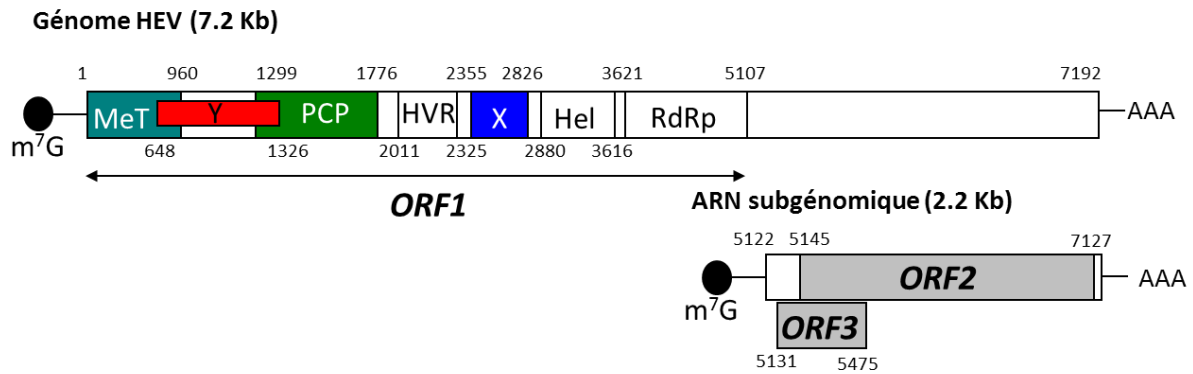 Génome HEV (7.2 Kb)
1 960 1299 1776 2355 2826 3621 5107 7192
MeT Y PCP HVR X Hel RdRp AAA
m⁷G 648 1326 2011 2325 2880 3616
ORF1
ARN subgénomique (2.2 Kb)
5122 5145 7127
ORF2 AAA
m⁷G
ORF3
5131 5475